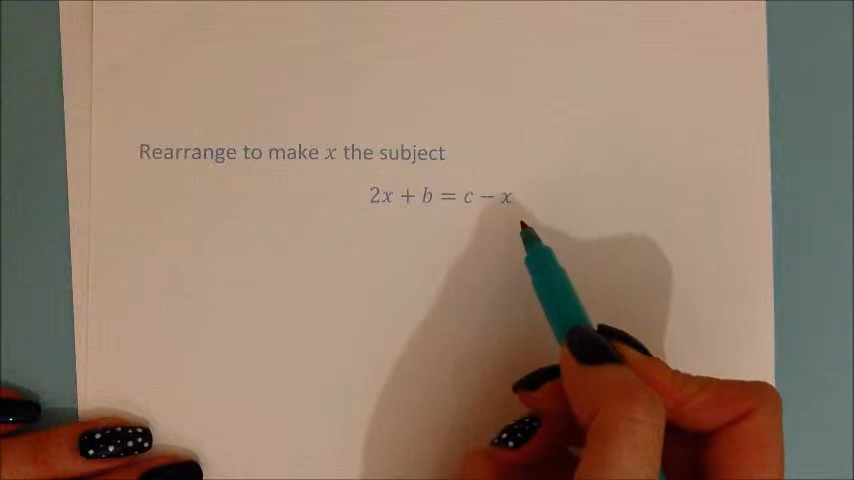 Rearrange to make x the subject
2x + b = c − x